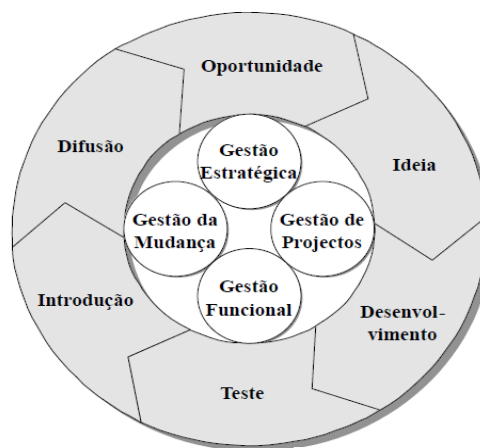 Oportunidade
Difusão
Ideia
Gestão
Estratégica
Gestão da
Mudança
Gestão de
Projectos
Gestão
Funcional
Introdução
Desenvol-
vimento
Teste